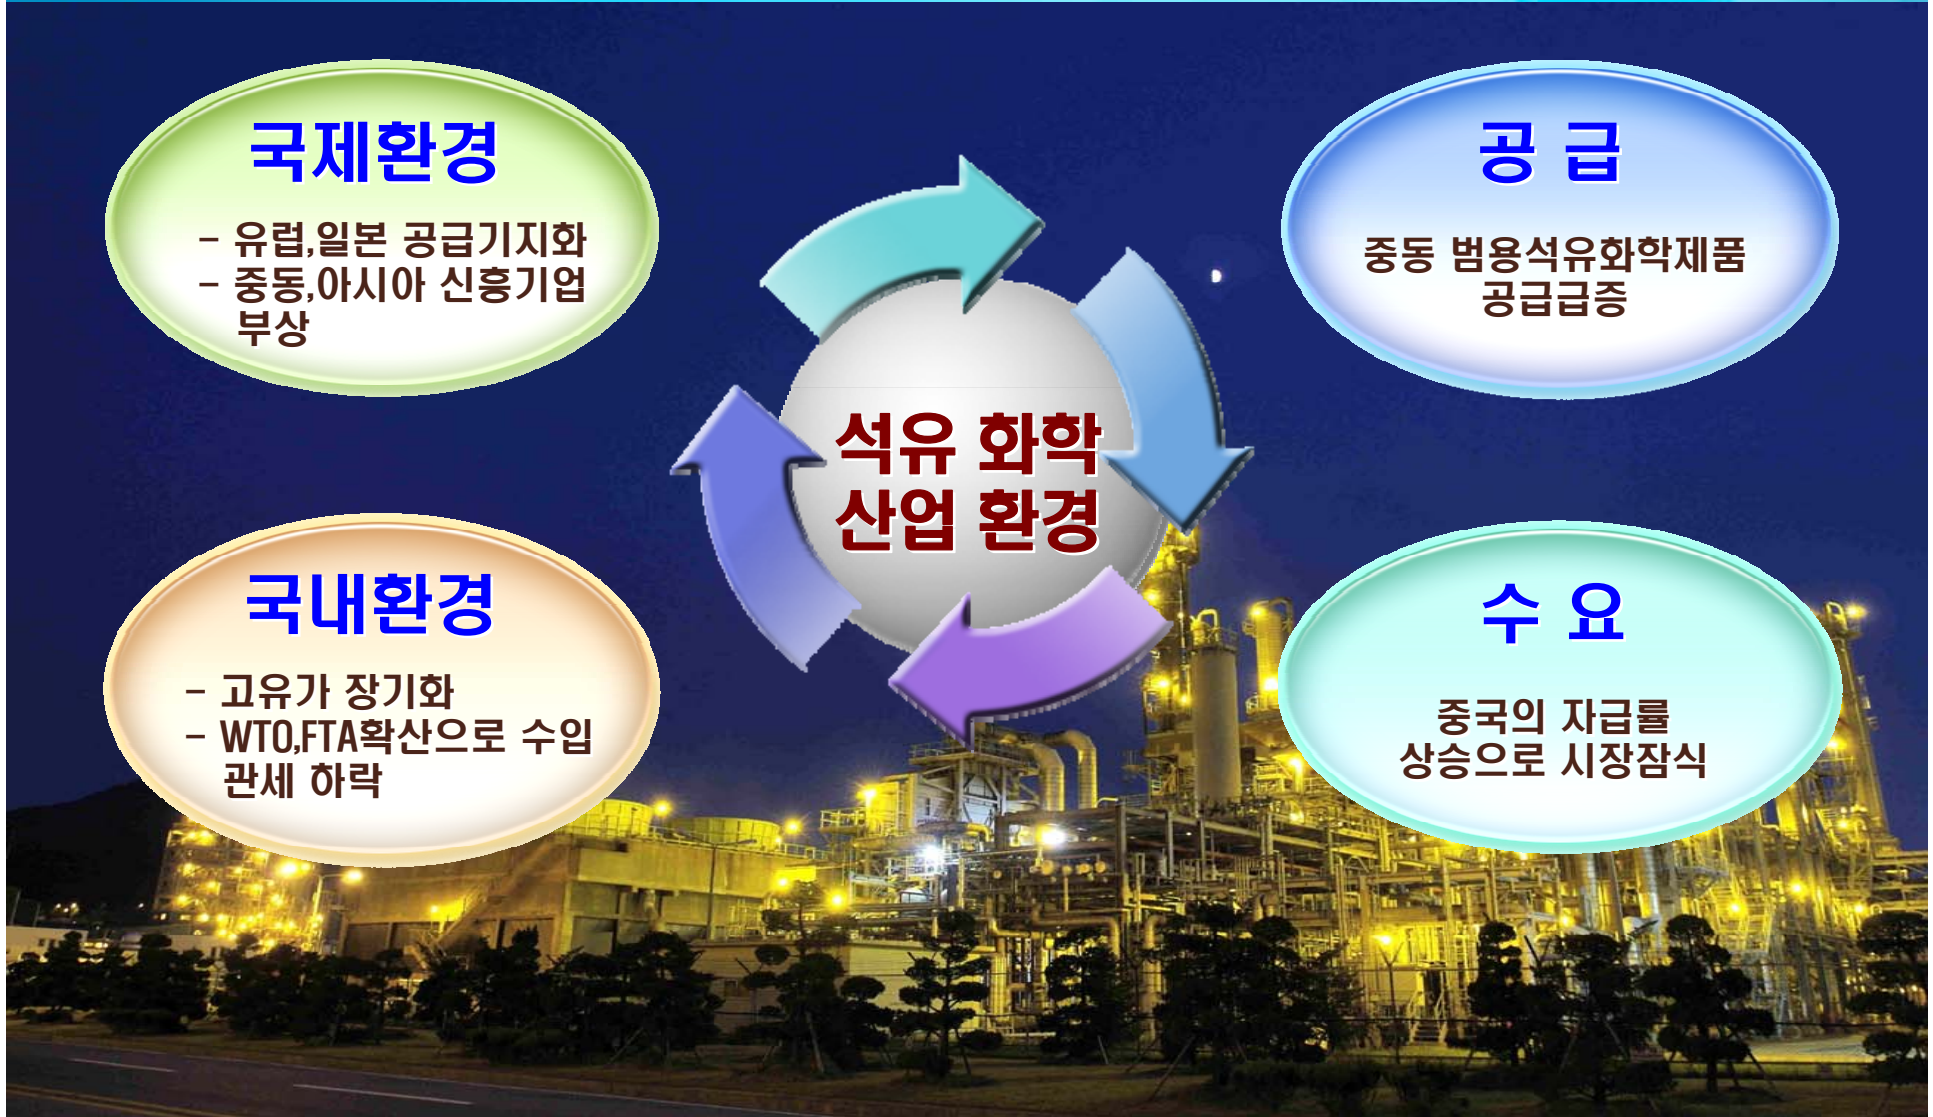 국제환경
- 유럽,일본 공급기지화
- 중동,아시아 신흥기업
부상
공 급
중동 범용석유화학제품
공급급증
석유 화학
산업 환경
국내환경
- 고유가 장기화
- WTO,FTA확산으로 수입
관세 하락
수 요
중국의 자급률
상승으로 시장잠식